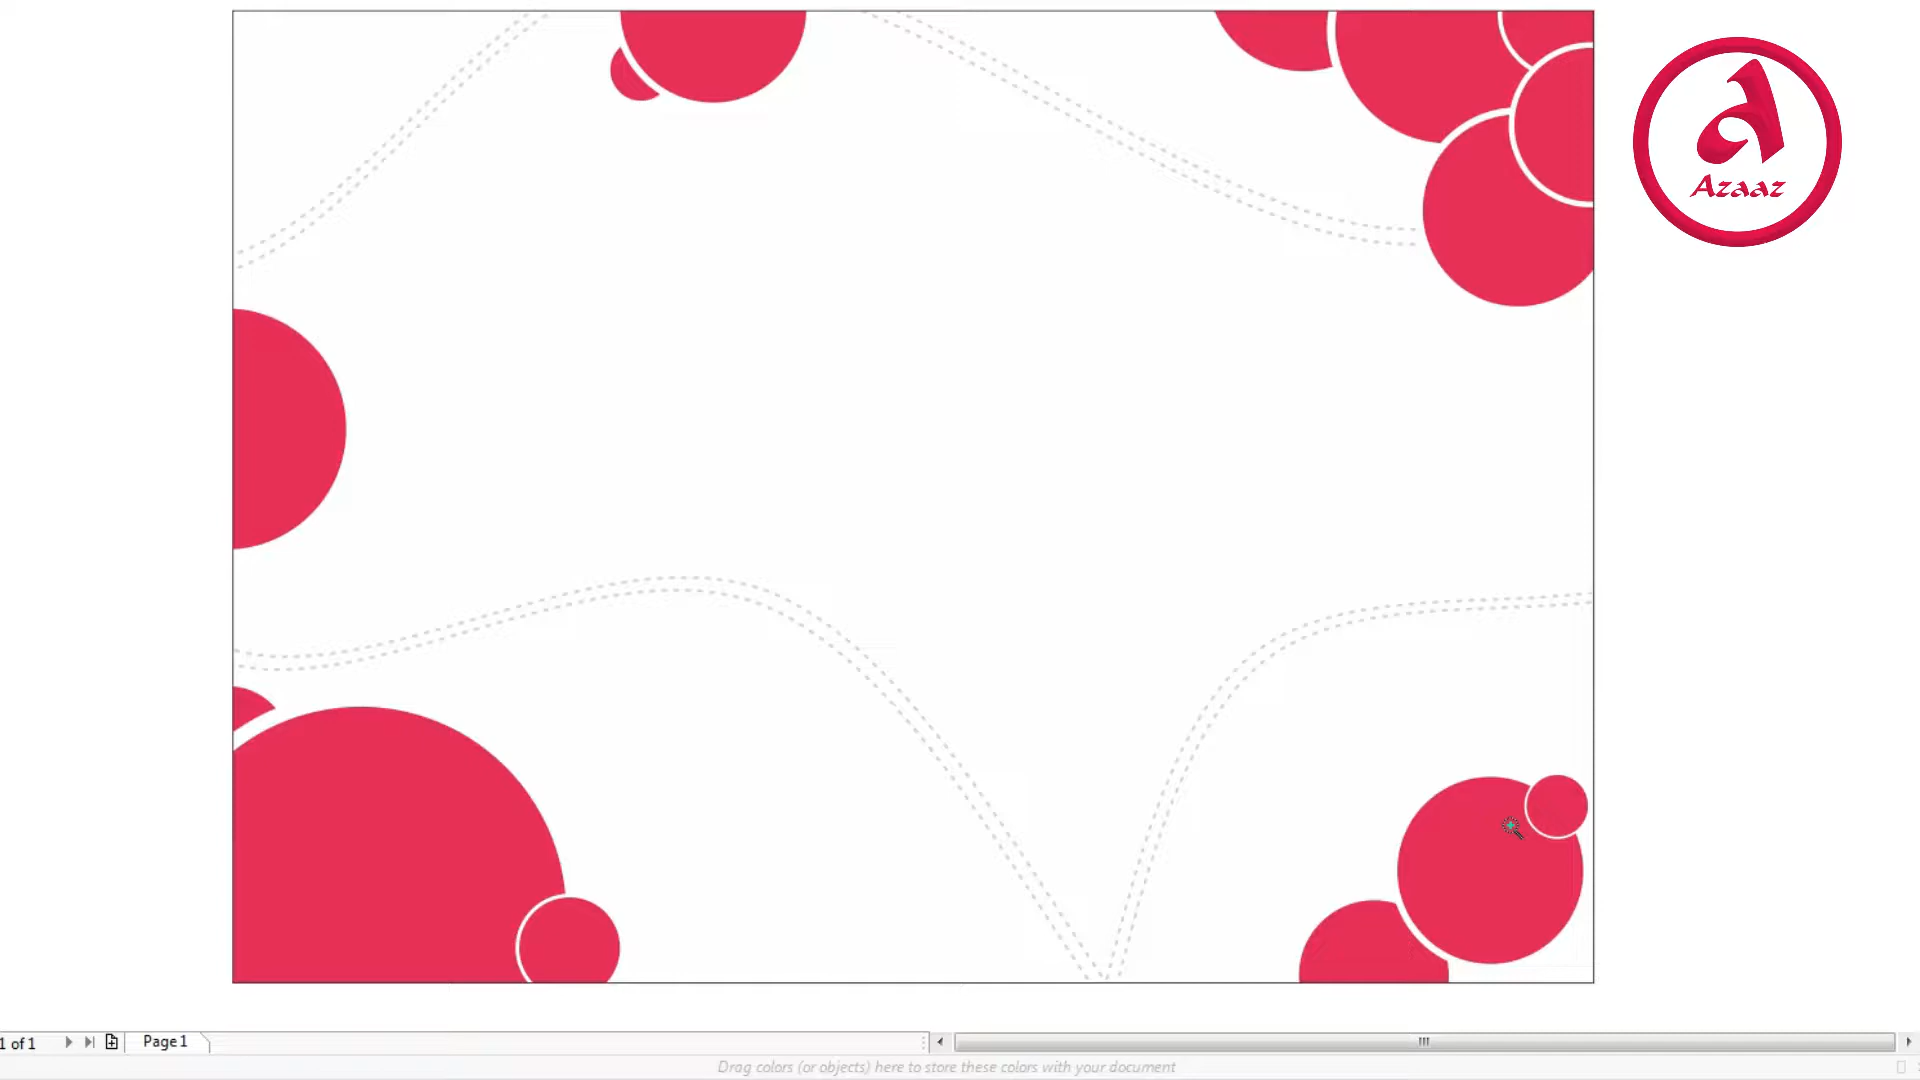 Azaaz
1 of 1
Page 1
Drag colors (or objects) here to store these colors with your document